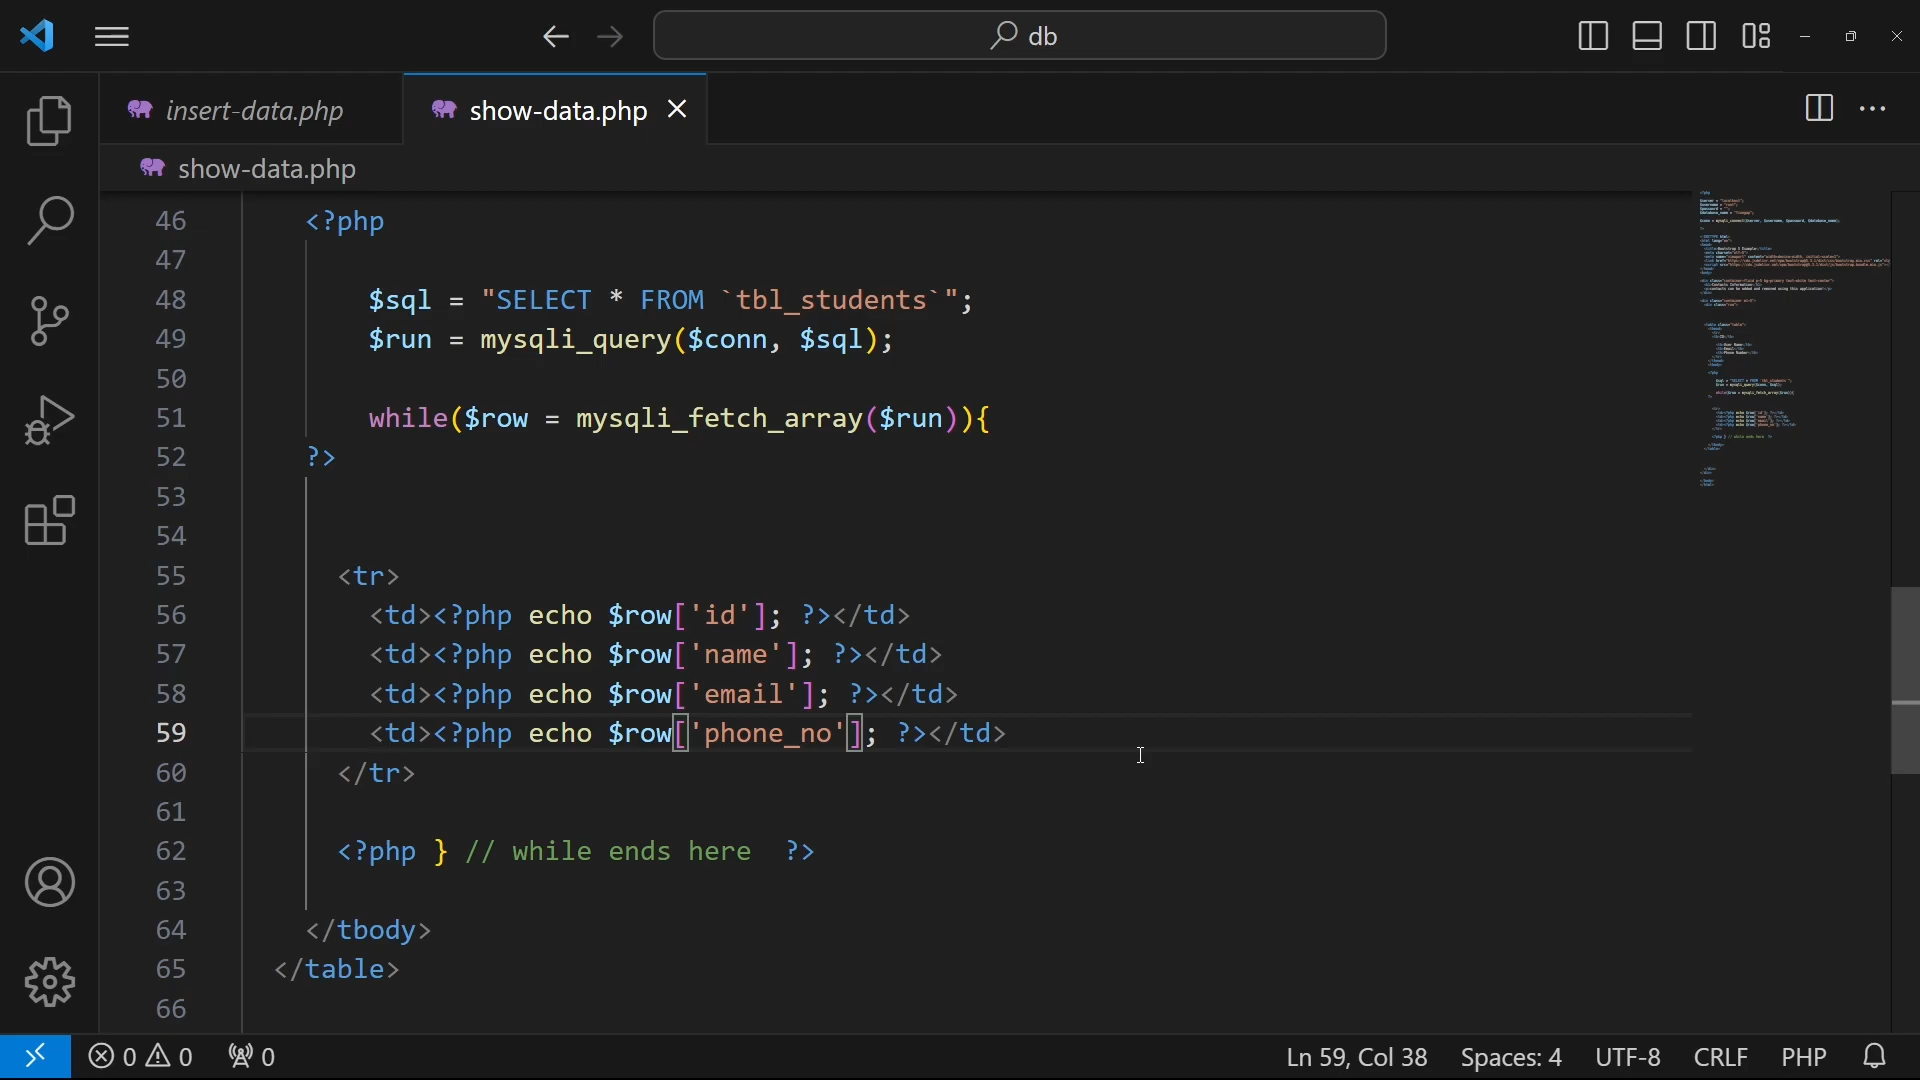 db
insert-data.php
show-data.php
show-data.php
46 <?php
47
48 $sql = "SELECT * FROM `tbl_students`";
49 $run = mysqli_query($conn, $sql);
50
51 while($row = mysqli_fetch_array($run)){
52 ?>
53
54
55 <tr>
56 <td><?php echo $row['id']; ?></td>
57 <td><?php echo $row['name']; ?></td>
58 <td><?php echo $row['email']; ?></td>
59 <td><?php echo $row['phone_no']; ?></td>
60 </tr>
61
62 <?php } // while ends here  ?>
63
64 </tbody>
65 </table>
66
0 0 0 Ln 59, Col 38 Spaces: 4 UTF-8 CRLF PHP